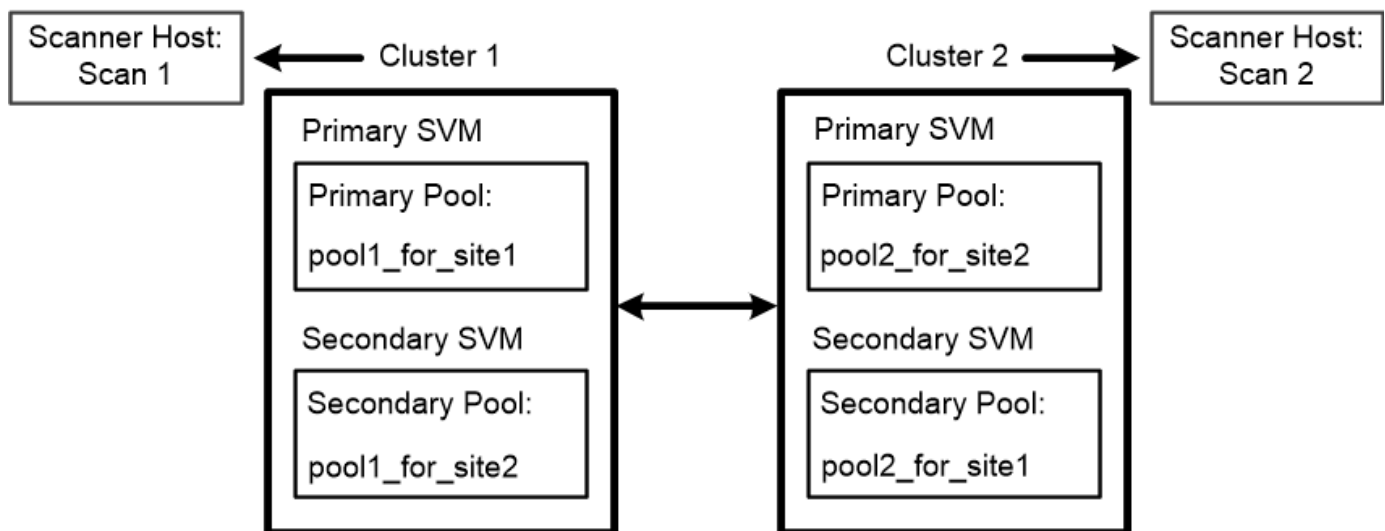 Scanner Host:
Scan 1
Cluster 1
Cluster 2
Scanner Host:
Scan 2
Primary SVM
Primary Pool:
pool1_for_site1
Secondary SVM
Secondary Pool:
pool1_for_site2
Primary SVM
Primary Pool:
pool2_for_site2
Secondary SVM
Secondary Pool:
pool2_for_site1